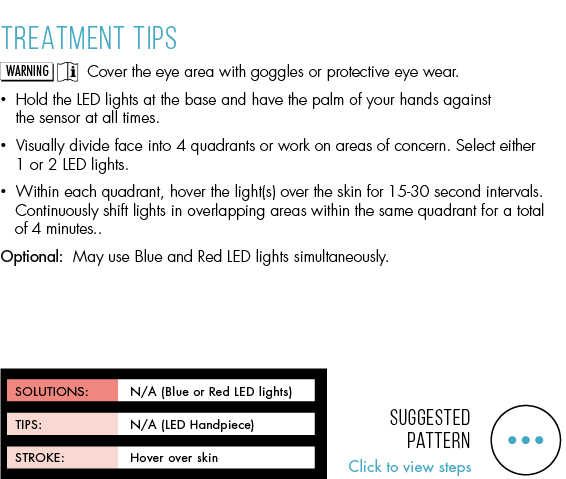 TREATMENT TIPS
WARNING i Cover the eye area with goggles or protective eye wear.
• Hold the LED lights at the base and have the palm of your hands against
the sensor at all times.
• Visually divide face into 4 quadrants or work on areas of concern. Select either
1 or 2 LED lights.
• Within each quadrant, hover the light(s) over the skin for 15-30 second intervals.
Continuously shift lights in overlapping areas within the same quadrant for a total
of 4 minutes..
Optional: May use Blue and Red LED lights simultaneously.
SOLUTIONS: N/A (Blue or Red LED lights)
TIPS: N/A (LED Handpiece)
STROKE: Hover over skin
SUGGESTED
PATTERN
Click to view steps